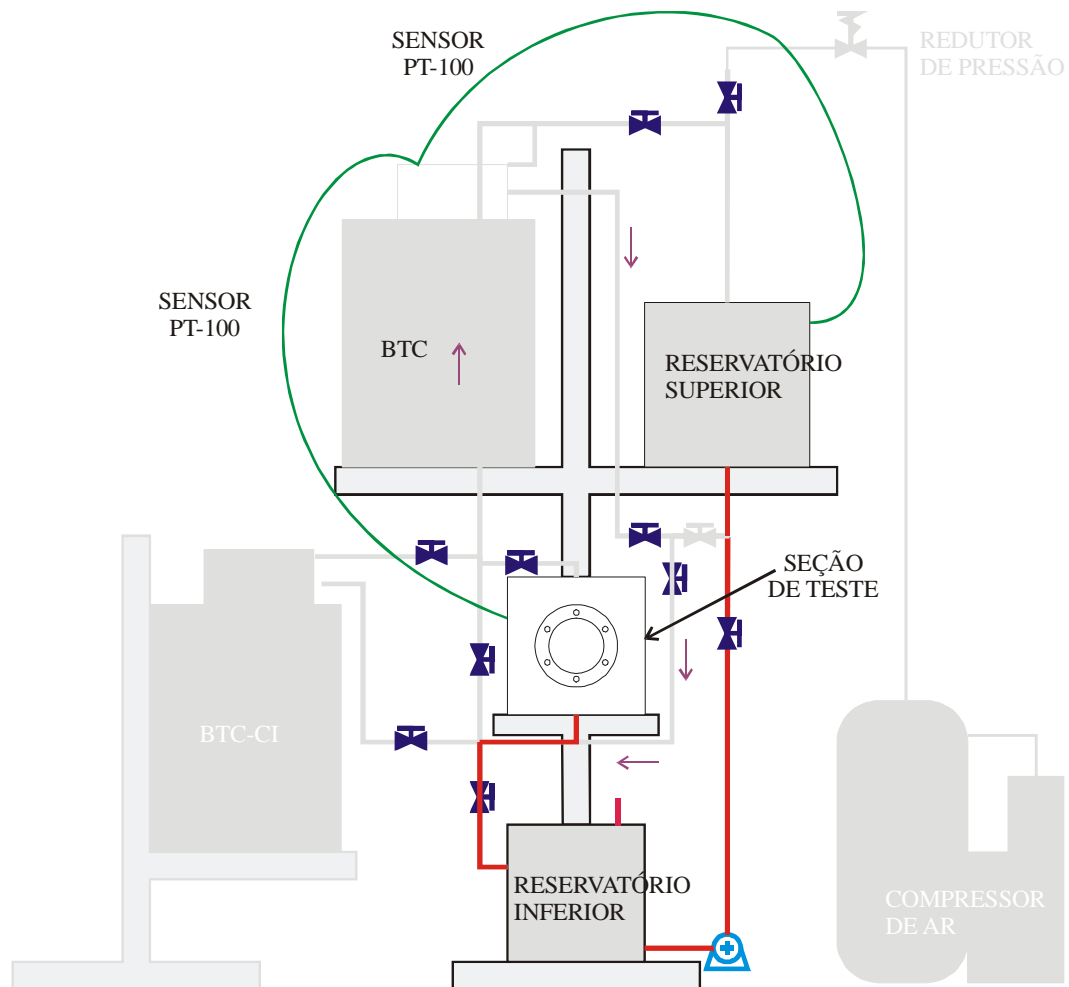 SENSOR
PT-100
REDUTOR
DE PRESSÃO
SENSOR
PT-100
BTC
RESERVATÓRIO
SUPERIOR
SEÇÃO
DE TESTE
BTC-CI
RESERVATÓRIO
INFERIOR
COMPRESSOR
DE AR